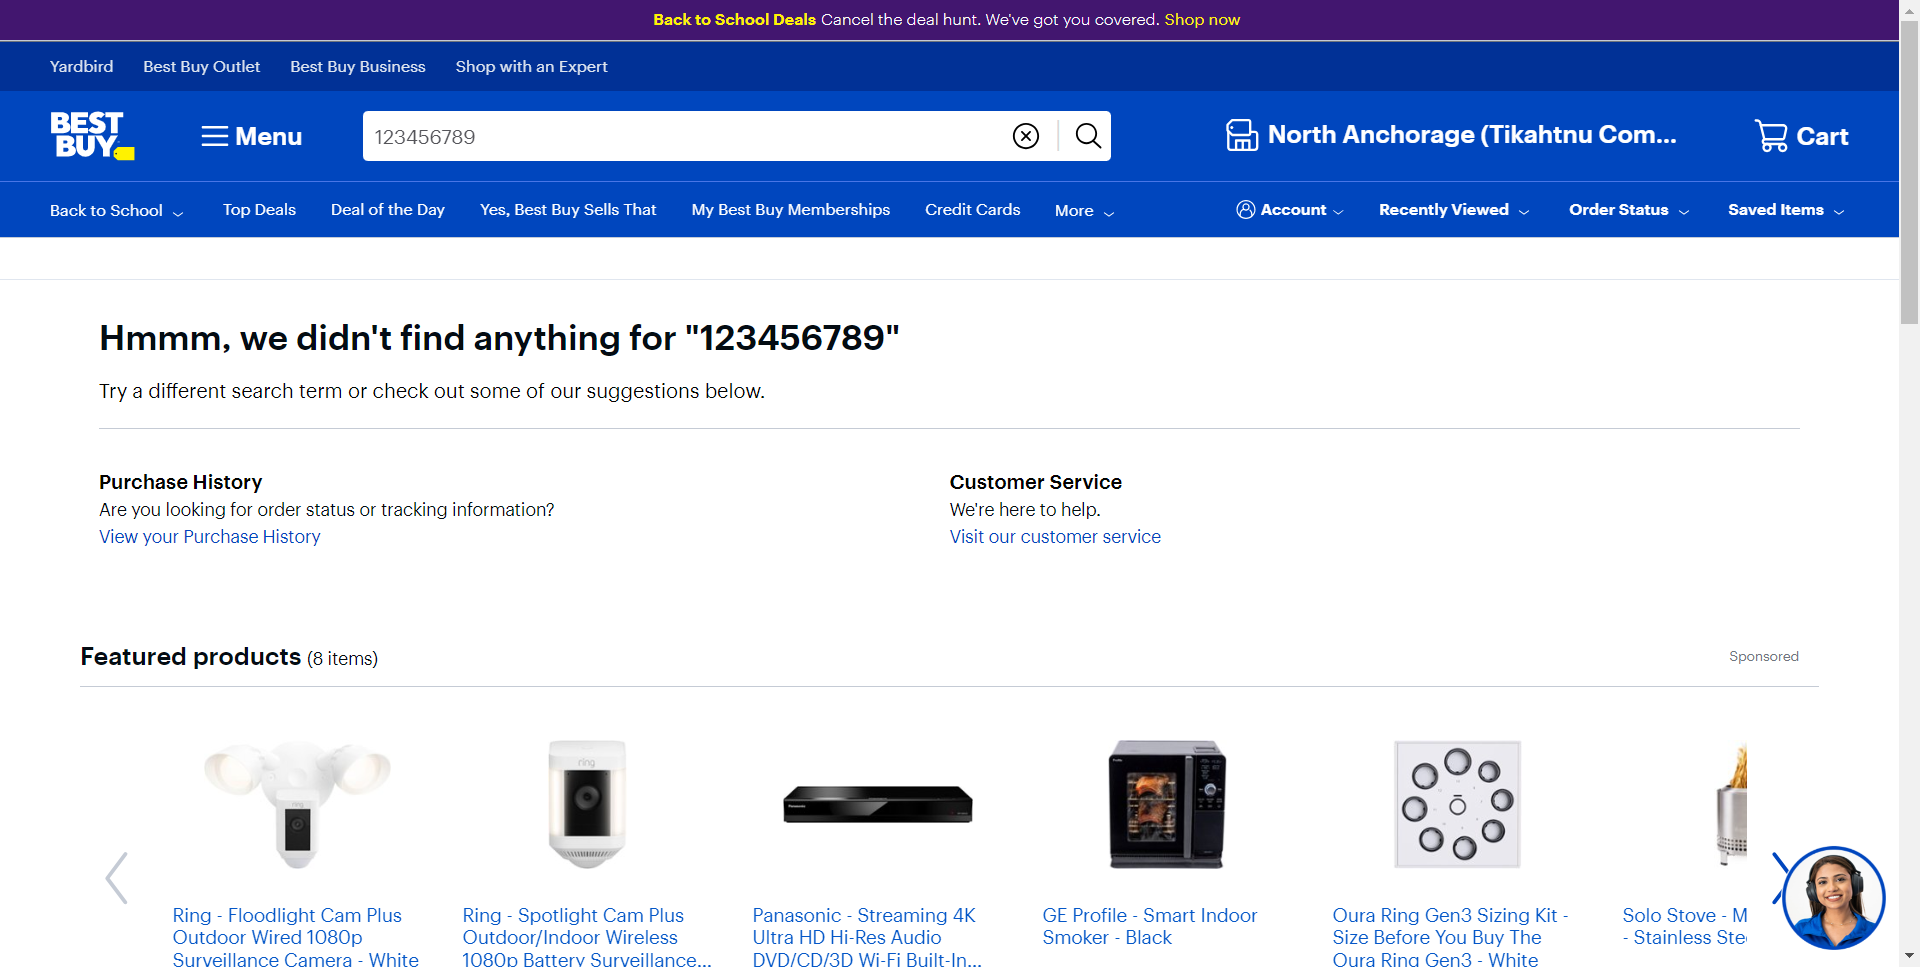 Back to School Deals Cancel the deal hunt. We've got you covered. Shop now
Yardbird Best Buy Outlet Best Buy Business Shop with an Expert
BEST
BUY
Menu
123456789
North Anchorage (Tikahtnu Com...
Cart
Back to School Top Deals Deal of the Day Yes, Best Buy Sells That My Best Buy Memberships Credit Cards More
Account Recently Viewed Order Status Saved Items
Hmmm, we didn't find anything for "123456789"
Try a different search term or check out some of our suggestions below.
Purchase History
Are you looking for order status or tracking information?
View your Purchase History
Customer Service
We're here to help.
Visit our customer service
Featured products (8 items)
Sponsored
ring
ring
Ring - Floodlight Cam Plus
Outdoor Wired 1080p
Surveillance Camera - White
Ring - Spotlight Cam Plus
Outdoor/Indoor Wireless
1080p Battery Surveillance...
Panasonic - Streaming 4K
Ultra HD Hi-Res Audio
DVD/CD/3D Wi-Fi Built-In...
GE Profile - Smart Indoor
Smoker - Black
Oura Ring Gen3 Sizing Kit -
Size Before You Buy The
Oura Ring Gen3 - White
Solo Stove - M
- Stainless Ste